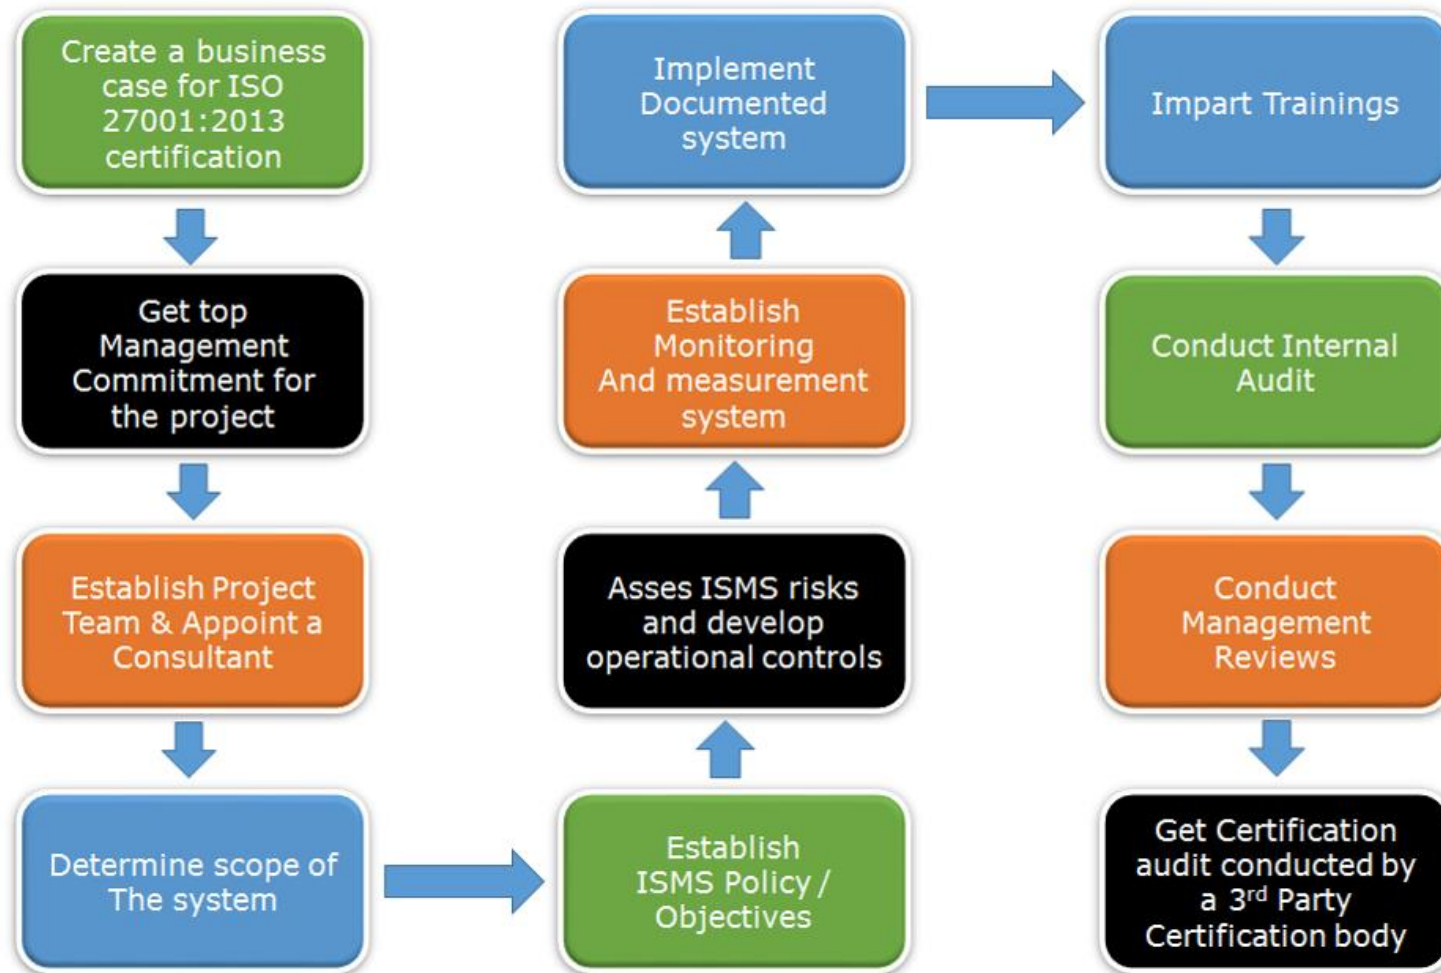 Create a business
case for ISO
27001:2013
certification
Get top
Management
Commitment for
the project
Establish Project
Team & Appoint a
Consultant
Determine scope of
The system
Establish
ISMS Policy /
Objectives
Asses ISMS risks
and develop
operational controls
Establish
Monitoring
And measurement
system
Implement
Documented
system
Impart Trainings
Conduct Internal
Audit
Conduct
Management
Reviews
Get Certification
audit conducted by
a 3rd Party
Certification body